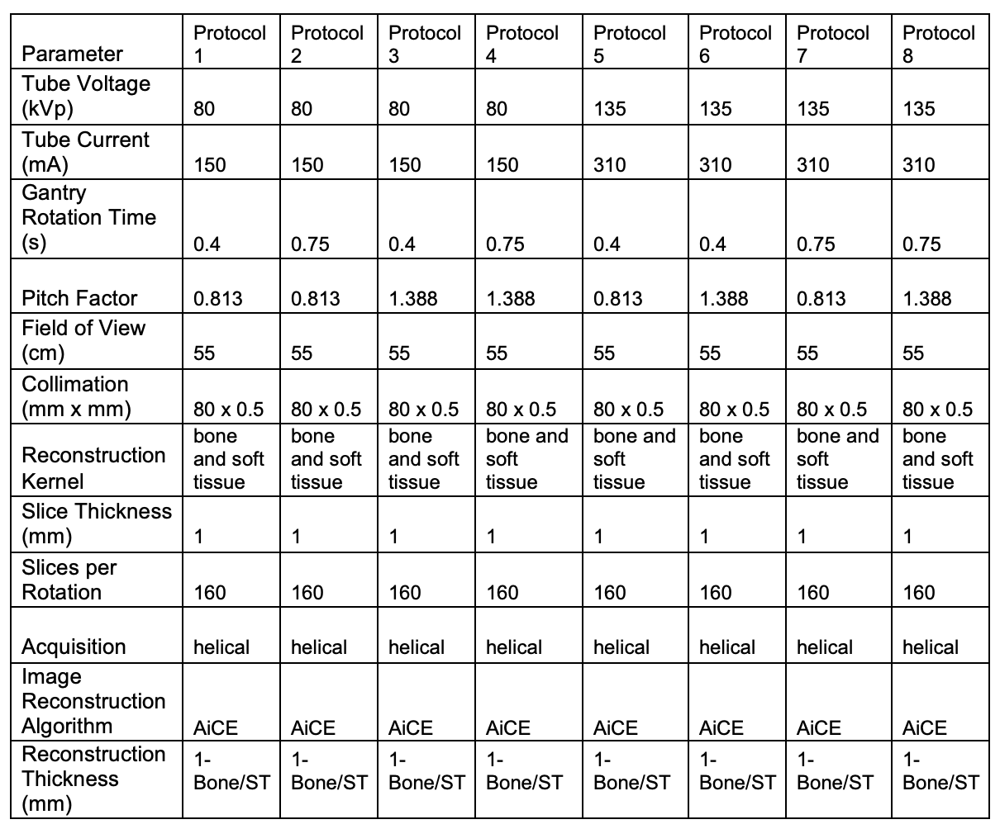 Parameter Protocol 1 Protocol 2 Protocol 3 Protocol 4 Protocol 5 Protocol 6 Protocol 7 Protocol 8
Tube Voltage (kVp) 80 80 80 80 135 135 135 135
Tube Current (mA) 150 150 150 150 310 310 310 310
Gantry Rotation Time (s) 0.4 0.75 0.4 0.75 0.4 0.4 0.75 0.75
Pitch Factor 0.813 0.813 1.388 1.388 0.813 1.388 0.813 1.388
Field of View (cm) 55 55 55 55 55 55 55 55
Collimation (mm x mm) 80 x 0.5 80 x 0.5 80 x 0.5 80 x 0.5 80 x 0.5 80 x 0.5 80 x 0.5 80 x 0.5
Reconstruction Kernel bone and soft tissue bone and soft tissue bone and soft tissue bone and soft tissue bone and soft tissue bone and soft tissue bone and soft tissue bone and soft tissue
Slice Thickness (mm) 1 1 1 1 1 1 1 1
Slices per Rotation 160 160 160 160 160 160 160 160
Acquisition helical helical helical helical helical helical helical helical
Image Reconstruction Algorithm AiCE AiCE AiCE AiCE AiCE AiCE AiCE AiCE
Reconstruction Thickness (mm) 1-Bone/ST 1-Bone/ST 1-Bone/ST 1-Bone/ST 1-Bone/ST 1-Bone/ST 1-Bone/ST 1-Bone/ST